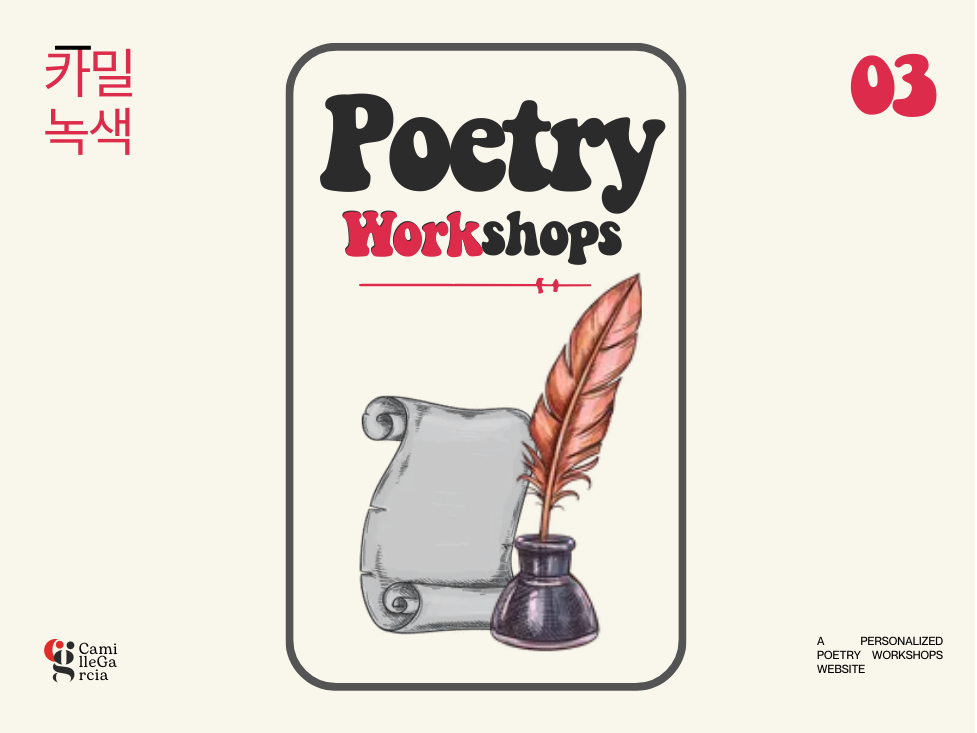 카밀
녹색
03
Poetry
Workshops
Cami
lleGa
rcia
A PERSONALIZED
POETRY WORKSHOPS
WEBSITE